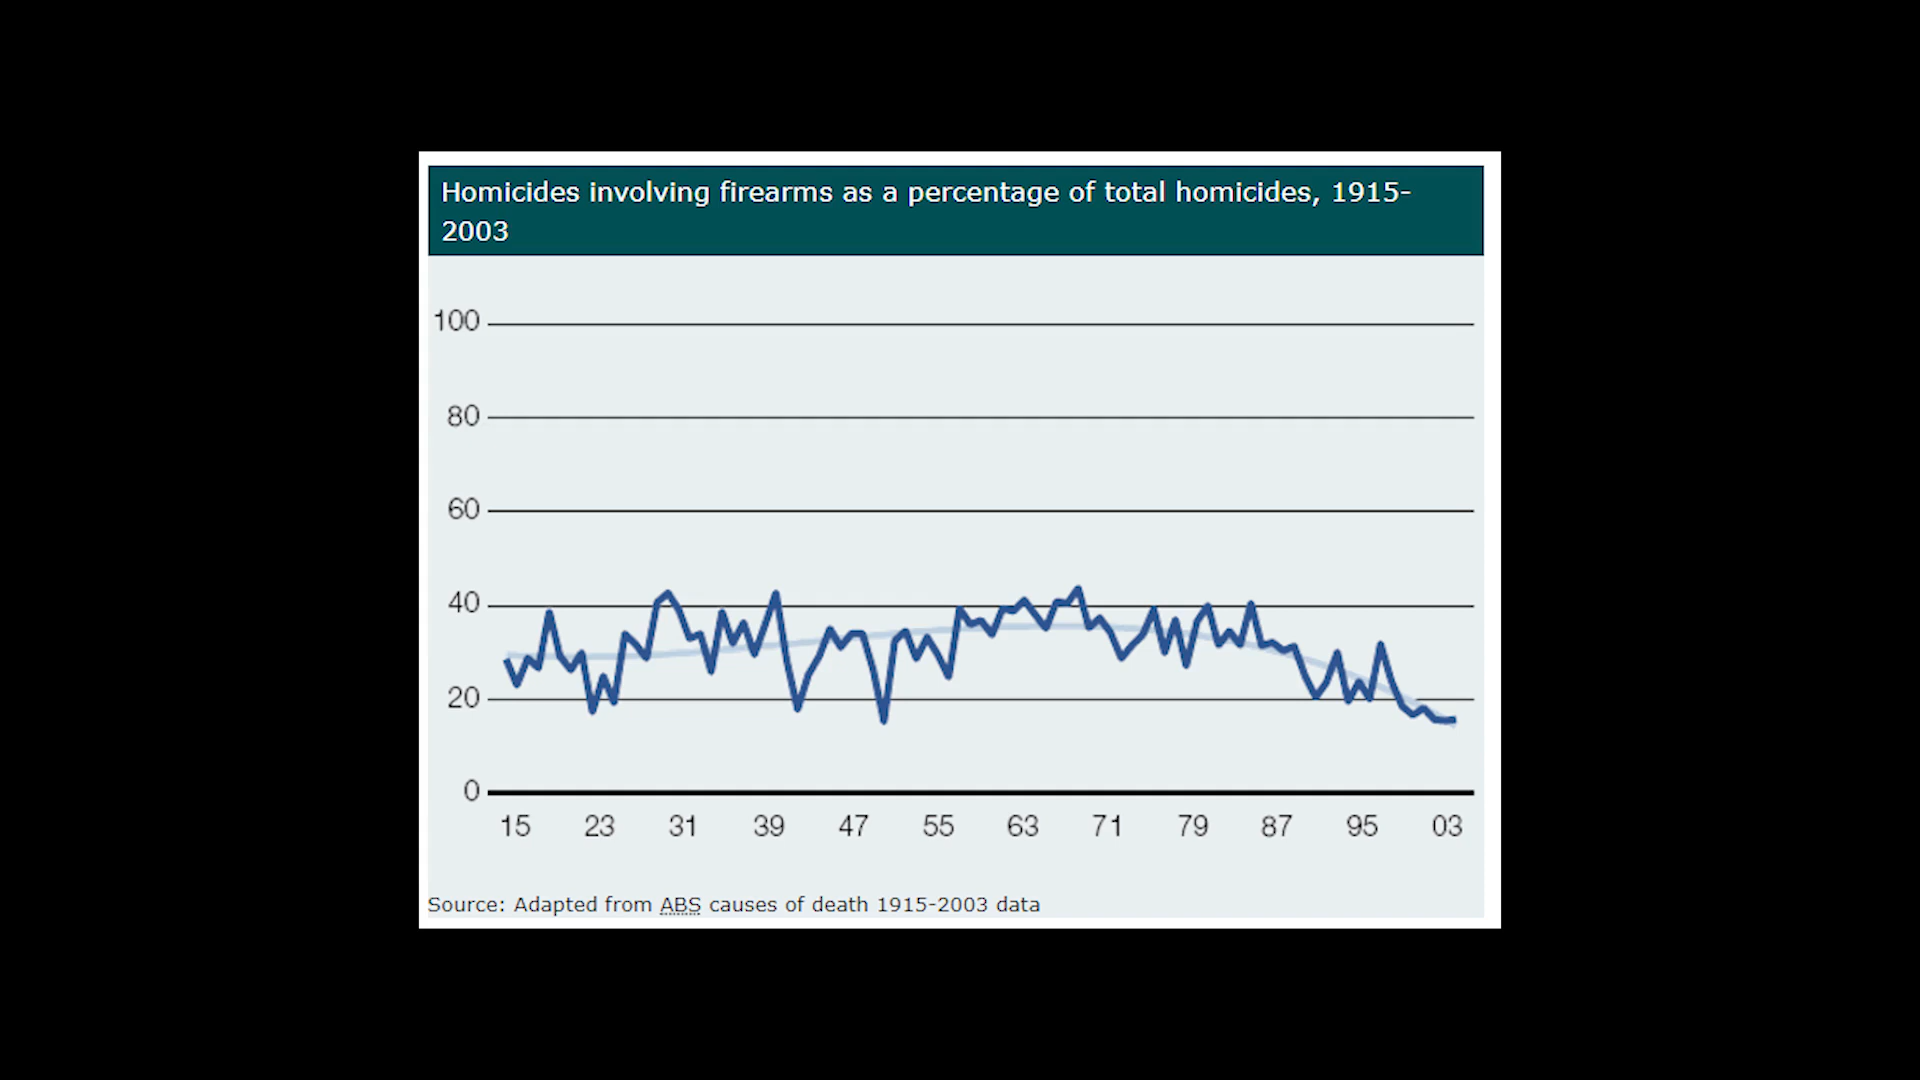 Homicides involving firearms as a percentage of total homicides, 1915-
2003
100
80
60
40
20
0
15 23 31 39 47 55 63 71 79 87 95 03
Source: Adapted from ABS causes of death 1915-2003 data